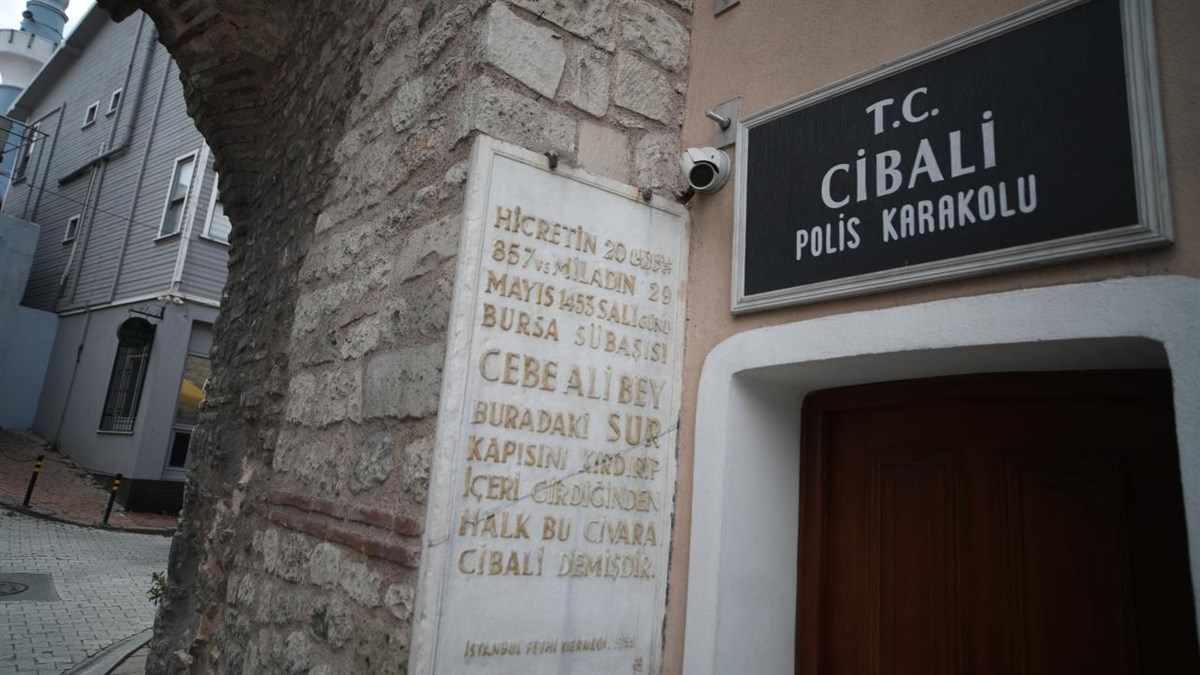 HİCRETİN 20
857 VE MİLADIN 29
MAYIS 1453 SALI GÜNÜ
BURSA SUBAŞISI
CEBE ALİ BEY
BURADAKİ SUR
KAPISINI KIRDIRIP
İÇERİ GİRDİĞİNDEN
HALK BU CİVARA
CİBALİ DEMİŞDİR.
İSTANBUL FETHİ DERNEĞİ.
T.C.
CİBALİ
POLİS KARAKOLU